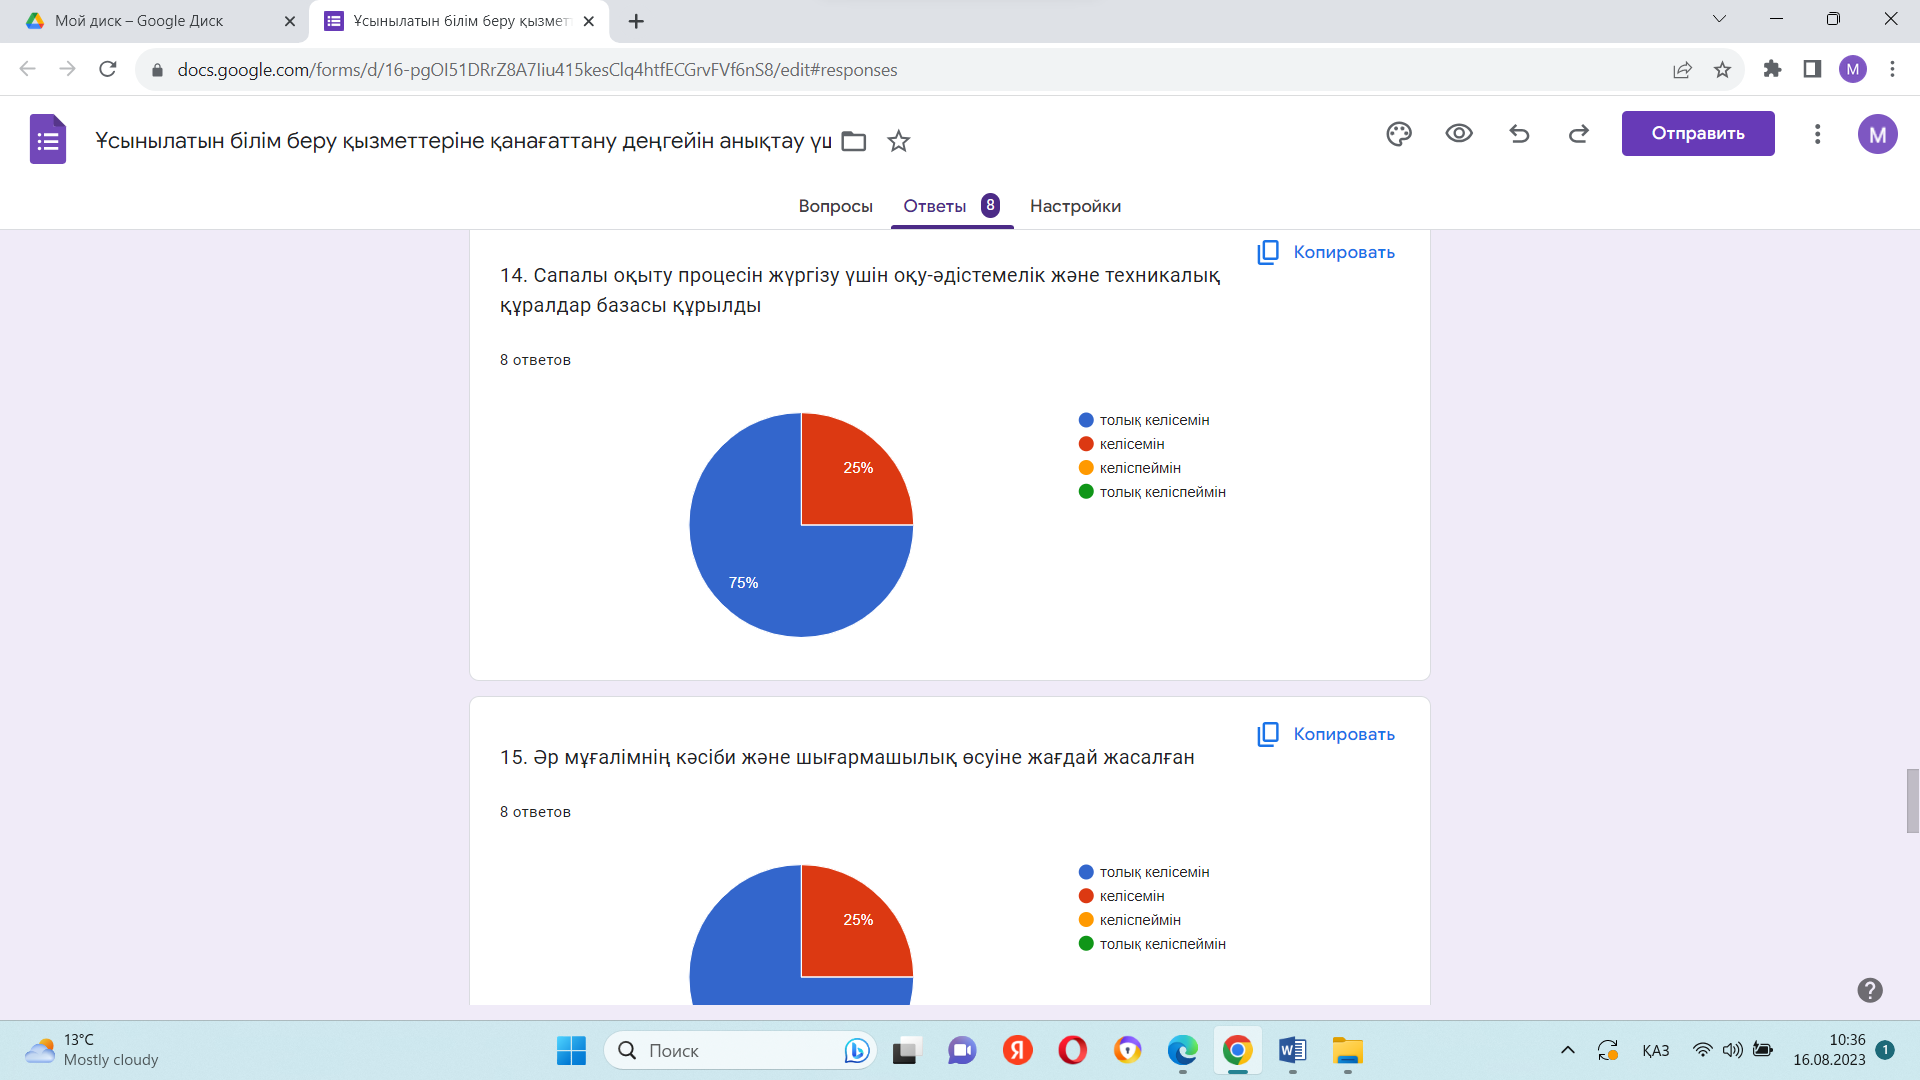 Мой диск – Google Диск
Ұсынылатын білім беру қызметт
docs.google.com/forms/d/16-pgOI51DRrZ8A7Iiu415kesClq4htfECGrvFVf6nS8/edit#responses
M
Ұсынылатын білім беру қызметтеріне қанағаттану деңгейін анықтау үш
Отправить
M
Вопросы
Ответы 8
Настройки
Копировать
14. Сапалы оқыту процесін жүргізу үшін оқу-әдістемелік және техникалық
құралдар базасы құрылды
8 ответов
толық келісемін
келісемін
келіспеймін
толық келіспеймін
25%
75%
Копировать
15. Әр мұғалімнің кәсіби және шығармашылық өсуіне жағдай жасалған
8 ответов
толық келісемін
келісемін
келіспеймін
толық келіспеймін
25%
13°C
Mostly cloudy
Поиск
ҚАЗ
10:36
16.08.2023
1